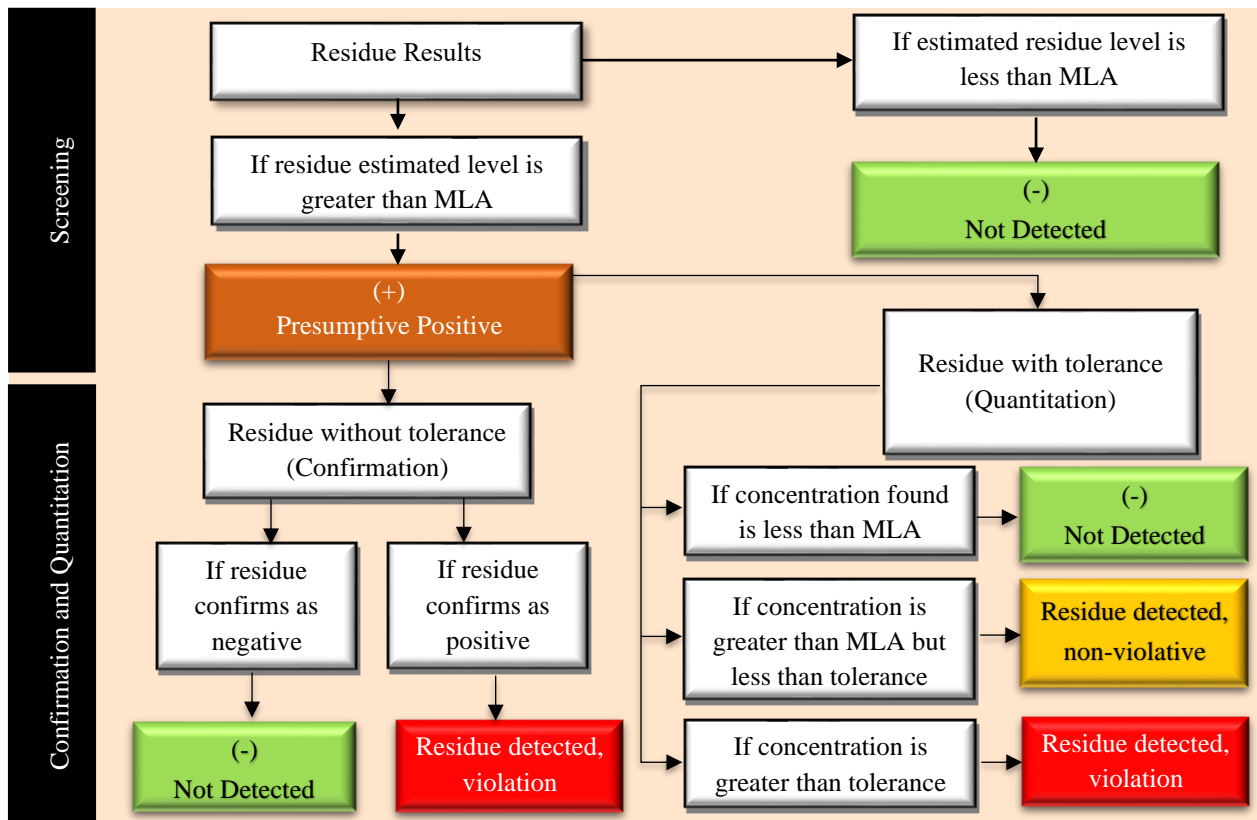 Screening
Residue Results
If estimated residue level is
less than MLA
If residue estimated level is
greater than MLA
(-)
Not Detected
(+)
Presumptive Positive
Confirmation and Quantitation
Residue without tolerance
(Confirmation)
If residue
confirms as
negative
If residue
confirms as
positive
(-)
Not Detected
Residue detected,
violation
Residue with tolerance
(Quantitation)
If concentration found
is less than MLA
(-)
Not Detected
If concentration is
greater than MLA but
less than tolerance
Residue detected,
non-violative
If concentration is
greater than tolerance
Residue detected,
violation